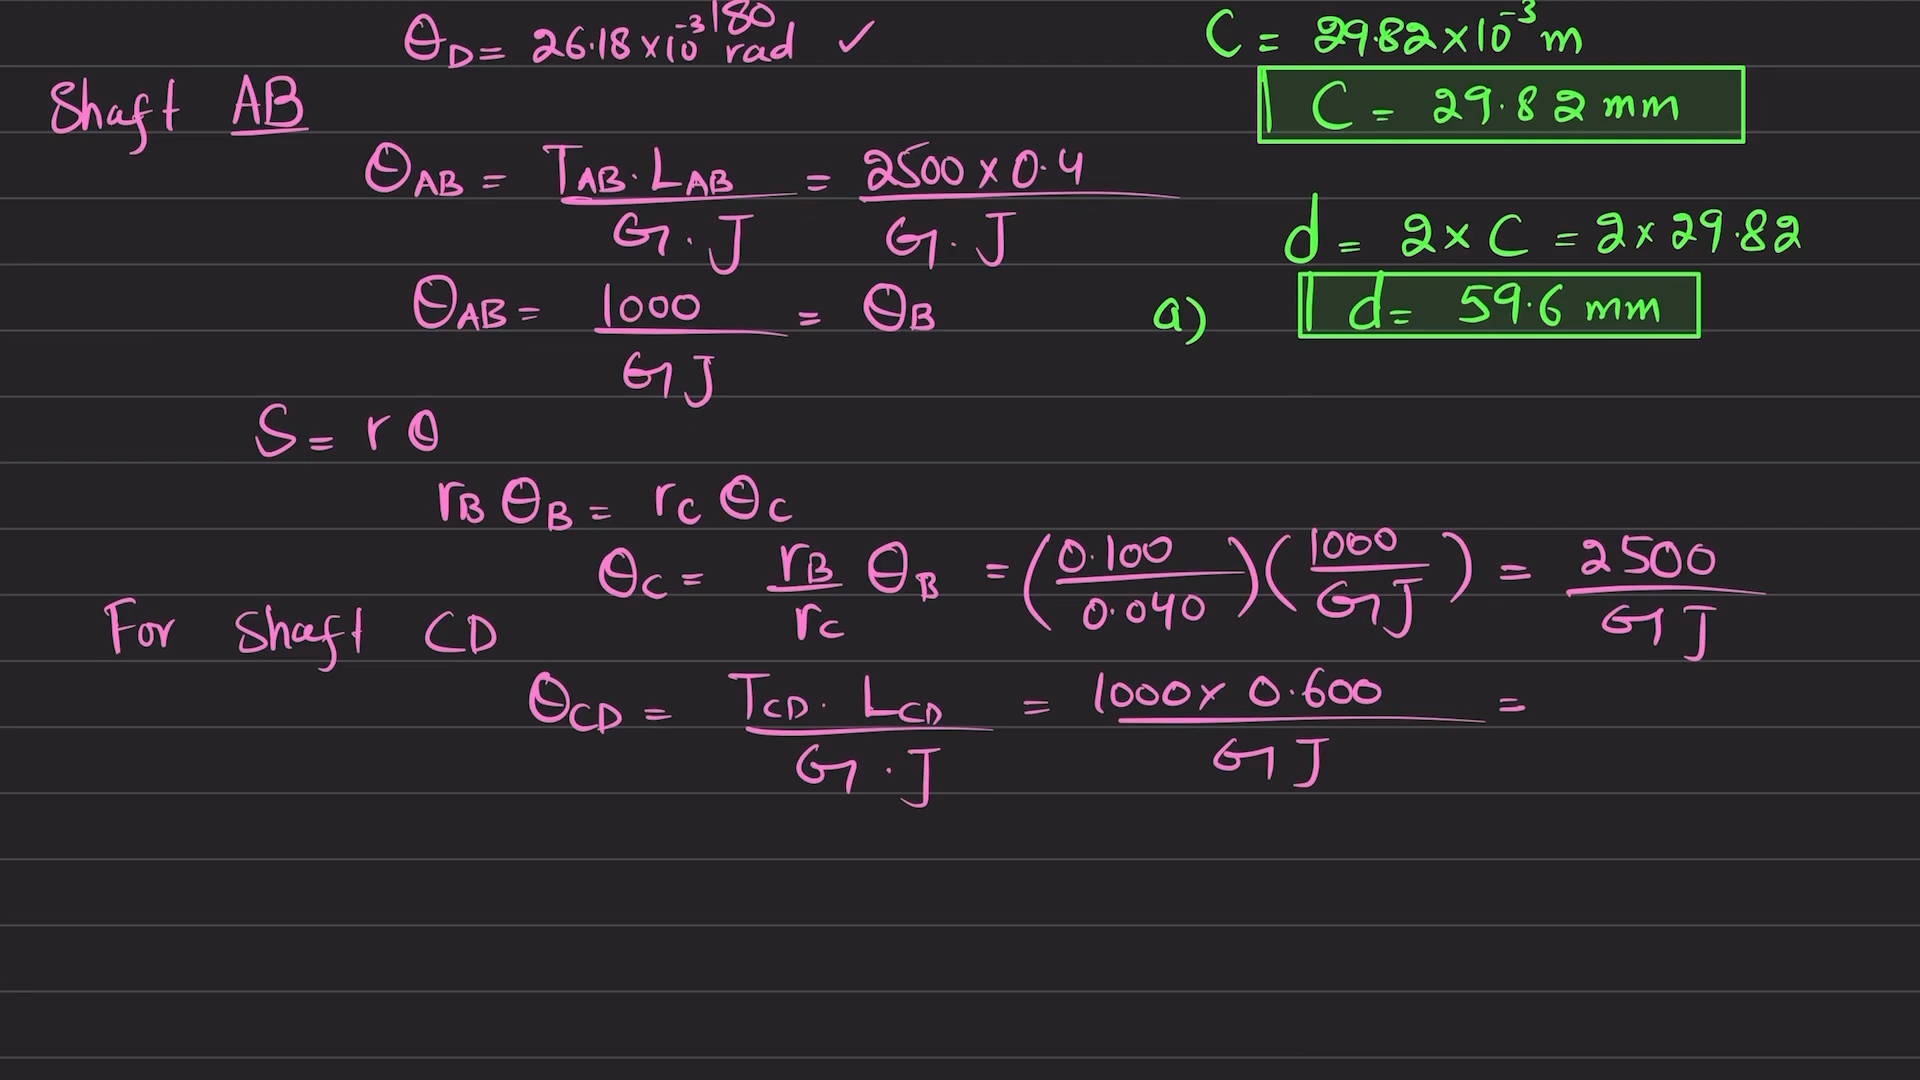 180
θD = 26.18 × 10⁻³ rad ✓
Shaft AB
θAB = TAB . LAB / G . J = 2500 × 0.4 / G . J
θAB = 1000 / GJ = θB
S = r θ
rB θB = rC θC
θC = rB / rC θB = (0.100 / 0.040) (1000 / GJ) = 2500 / GJ
For Shaft CD
θCD = TCD . LCD / G . J = 1000 × 0.600 / GJ =
C = 29.82 × 10⁻³ m
C = 29.82 mm
d = 2 × C = 2 × 29.82
a) d = 59.6 mm